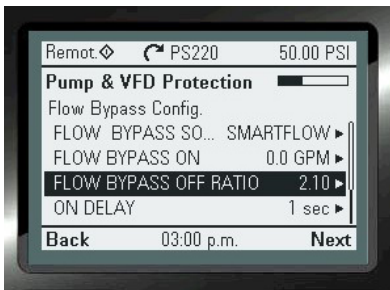 Remot. PS220 50.00 PSI
Pump & VFD Protection
Flow Bypass Config.
FLOW BYPASS SO... SMARTFLOW
FLOW BYPASS ON 0.0 GPM
FLOW BYPASS OFF RATIO 2.10
ON DELAY 1 sec
Back 03:00 p.m. Next